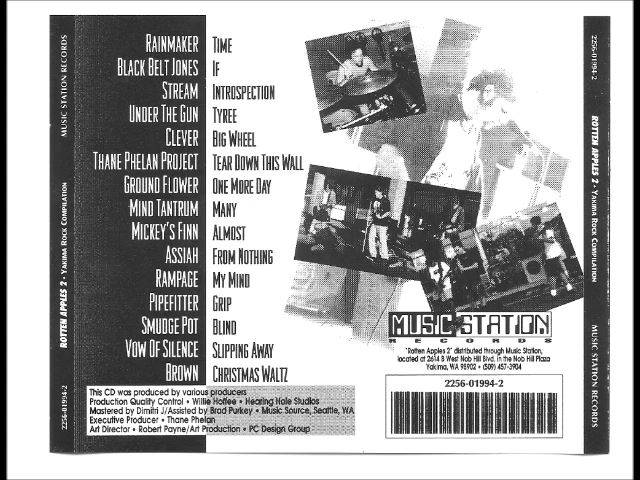 MUSIC STATION RECORDS
ROTTEN APPLES 2 • YAKIMA ROCK COMPILATION
2256-01994-2
RAINMAKER TIME
BLACK BELT JONES IF
STREAM INTROSPECTION
UNDER THE GUN TYREE
CLEVER BIG WHEEL
THANE PHELAN PROJECT TEAR DOWN THIS WALL
GROUND FLOWER ONE MORE DAY
MIND TANTRUM MANY
MICKEY'S FINN ALMOST
ASSIAH FROM NOTHING
RAMPAGE MY MIND
PIPEFITTER GRIP
SMUDGE POT BLIND
VOW OF SILENCE SLIPPING AWAY
BROWN CHRISTMAS WALTZ
This CD was produced by various producers
Production Quality Control • Willie Hoffee • Hearing Hole Studios
Mastered by Dimitri J/Assisted by Brad Purkey • Music Source, Seattle, WA
Executive Producer • Thane Phelan
Art Director • Robert Payne/Art Production • PC Design Group
MUSIC STATION
RECORDS
"Rotten Apples 2" distributed through Music Station,
located at 2614 B West Nob Hill Blvd. in the Nob Hill Plaza
Yakima, WA 98902 • (509) 457-3904
2256-01994-2
2256-01994-2
ROTTEN APPLES 2 • YAKIMA ROCK COMPILATION
MUSIC STATION RECORDS